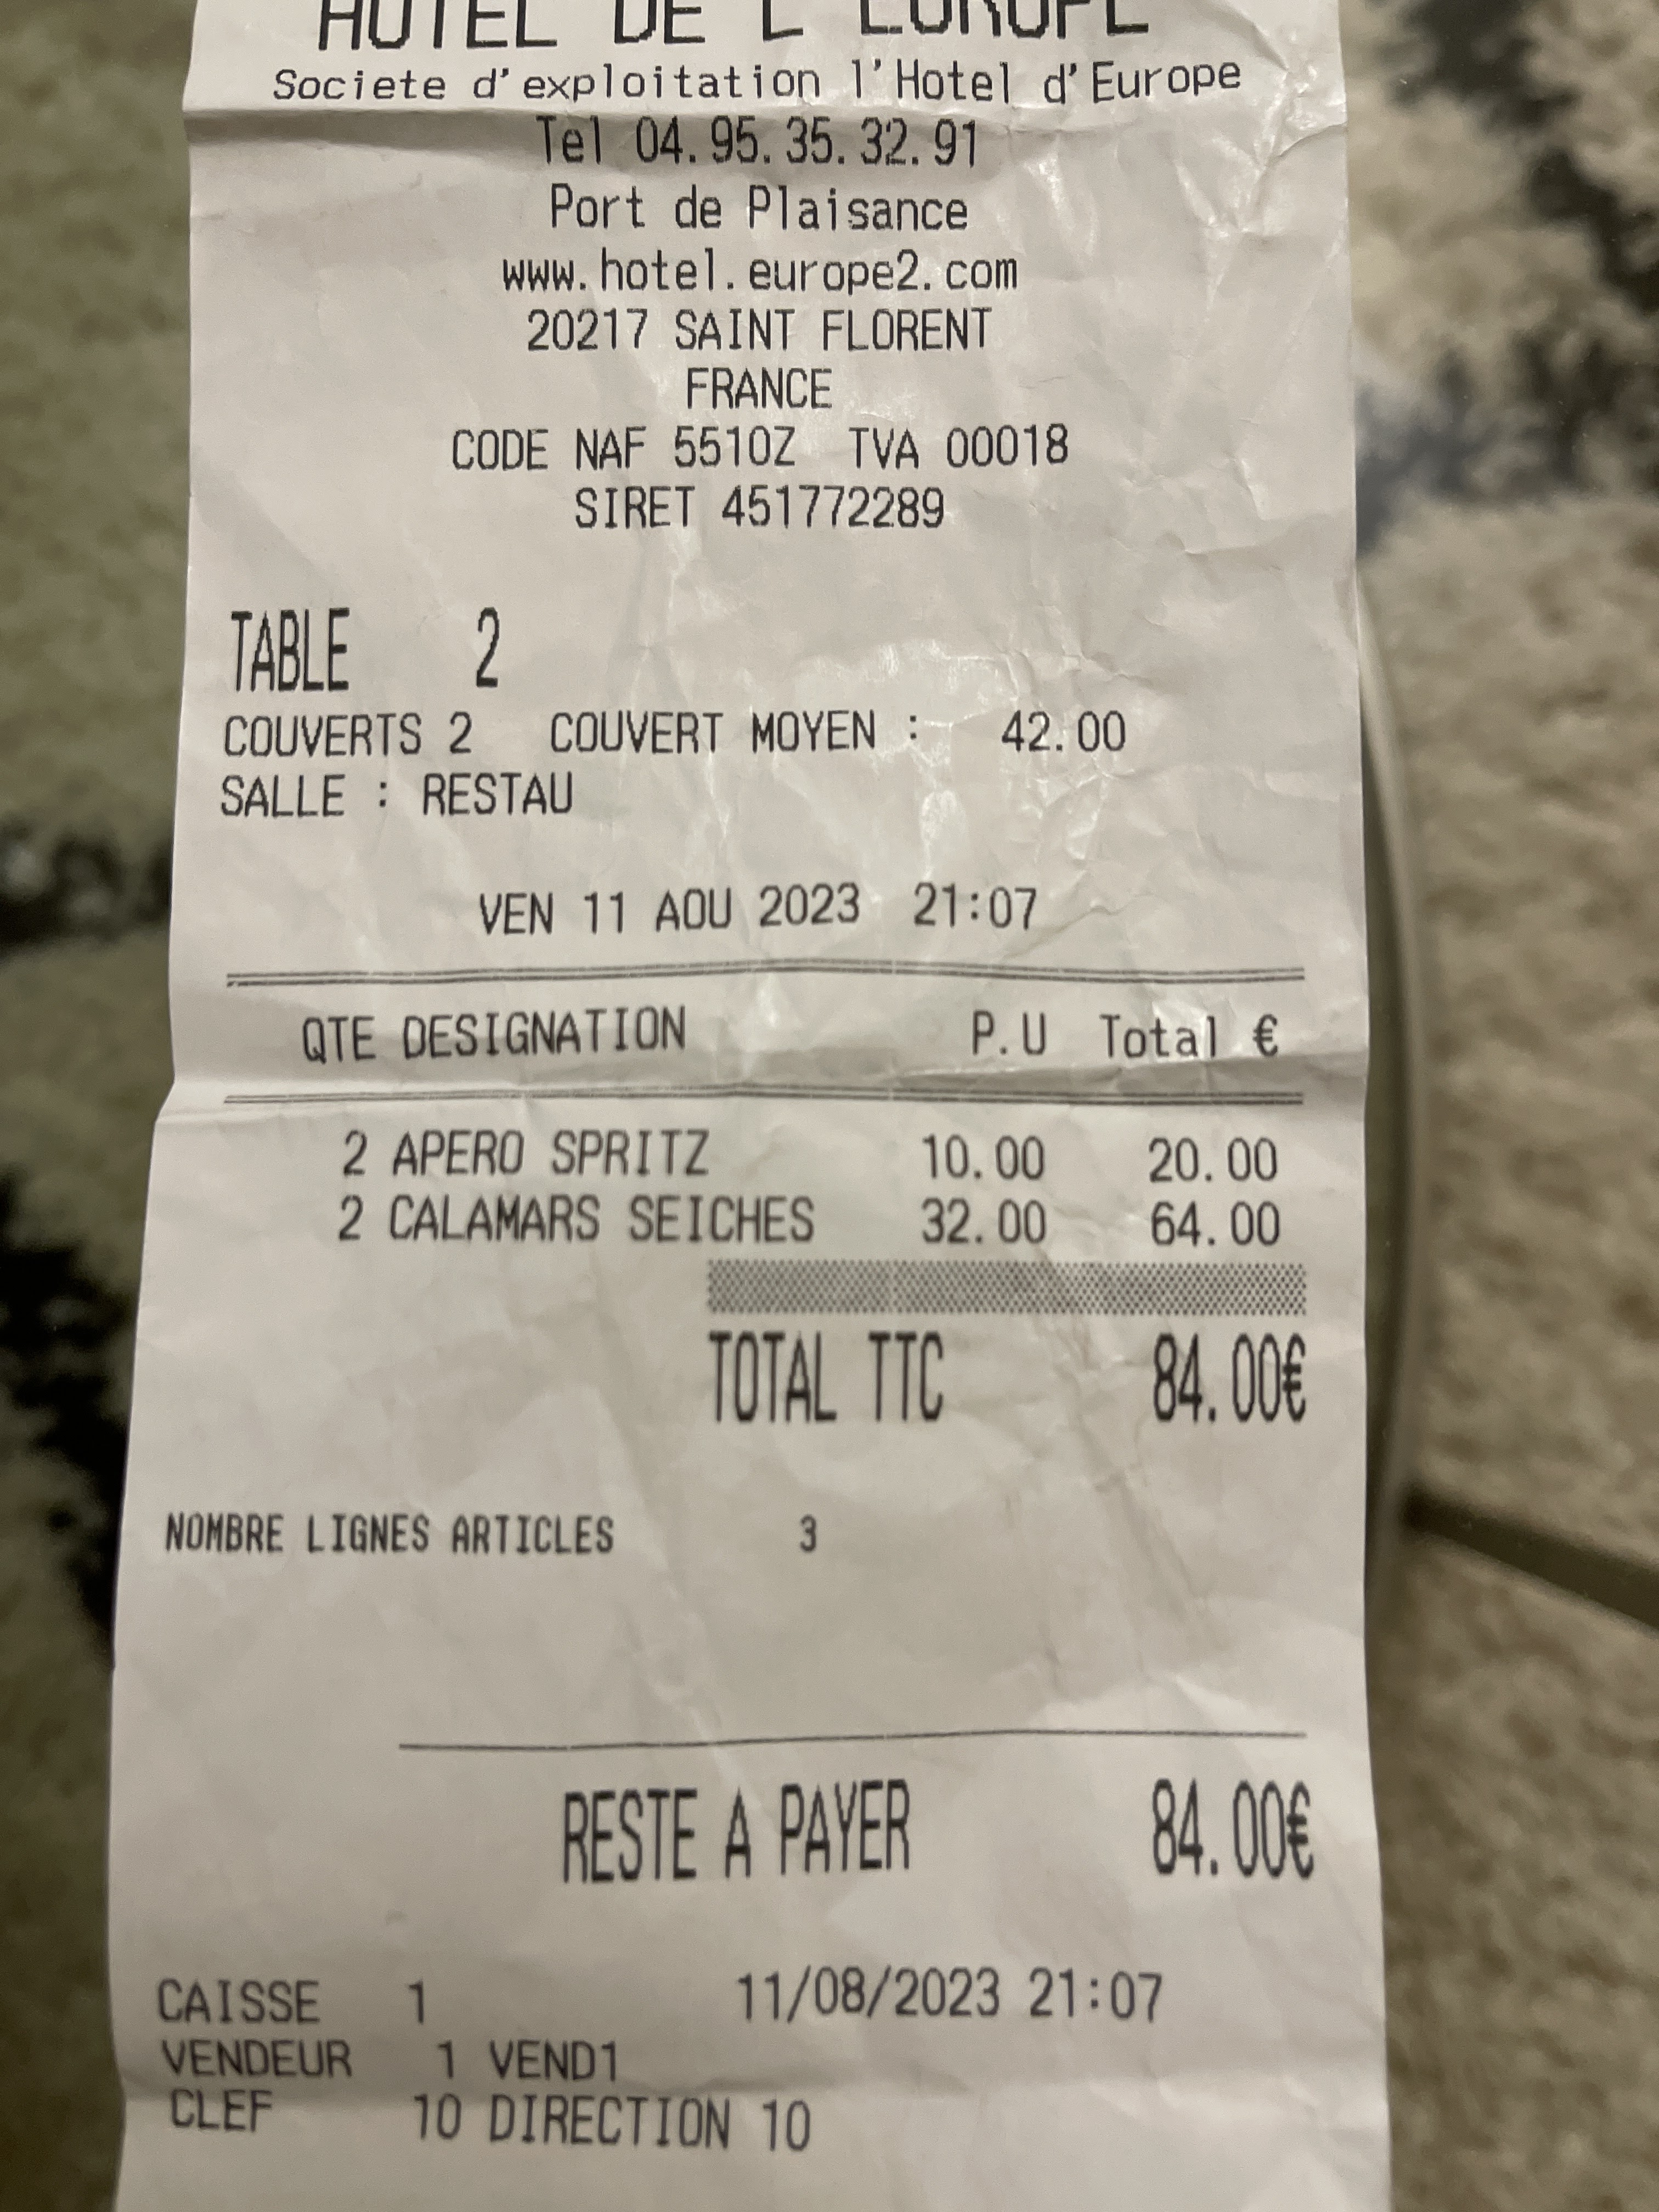 HOTEL DE L'EUROPE
Societe d'exploitation l'Hotel d'Europe
Tel 04.95.35.32.91
Port de Plaisance
www.hotel.europe2.com
20217 SAINT FLORENT
FRANCE
CODE NAF 5510Z TVA 00018
SIRET 451772289
TABLE 2
COUVERTS 2 COUVERT MOYEN : 42.00
SALLE : RESTAU
VEN 11 AOU 2023 21:07
QTE DESIGNATION P.U Total €
2 APERO SPRITZ 10.00 20.00
2 CALAMARS SEICHES 32.00 64.00
TOTAL TTC 84.00€
NOMBRE LIGNES ARTICLES 3
RESTE A PAYER 84.00€
CAISSE 1 11/08/2023 21:07
VENDEUR 1 VEND1
CLEF 10 DIRECTION 10